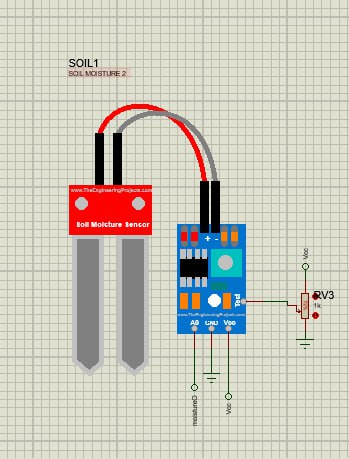 SOIL1
SOIL MOISTURE 2
www.TheEngineeringProjects.com
Soil Moisture Sensor
+ -
www.TheEngineeringProjects.com
A0 GND Vcc
Vcc
RV3
1k
moistureO
Vcc